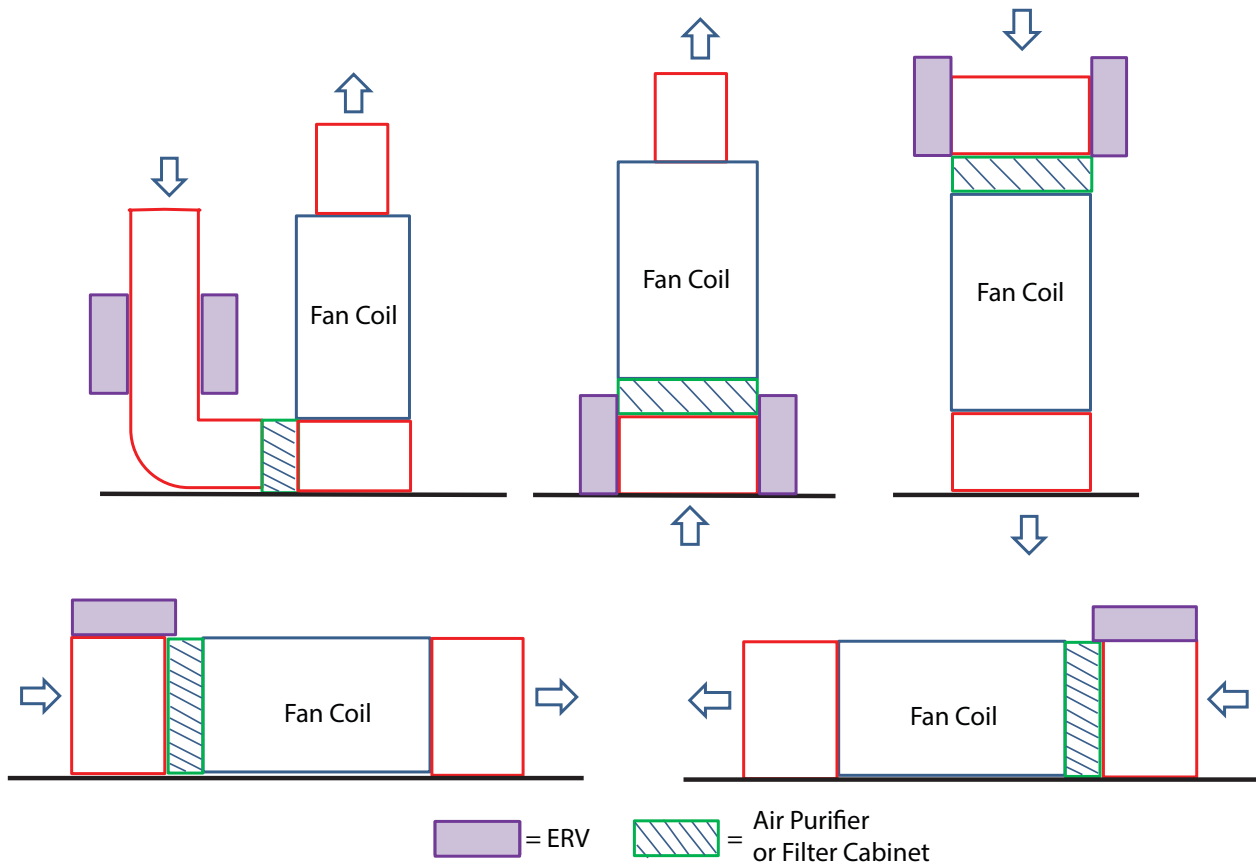 Fan Coil
Fan Coil
Fan Coil
Fan Coil
Fan Coil
= ERV
= Air Purifier
or Filter Cabinet